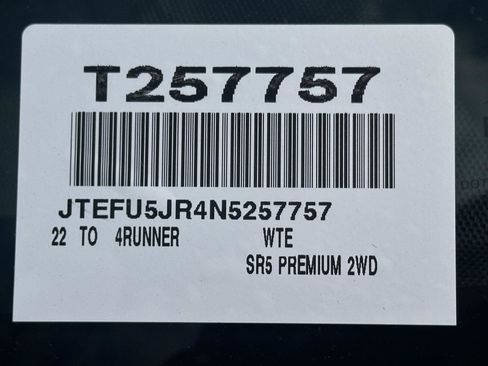 T257757
JTEFU5JR4N5257757
22 TO 4RUNNER WTE
SR5 PREMIUM 2WD